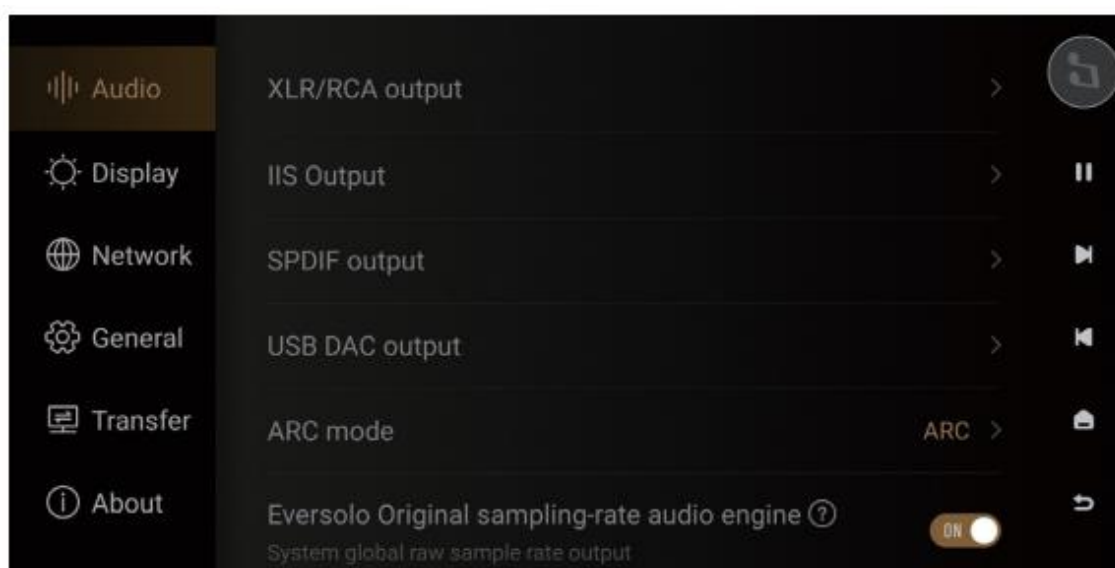 Audio
Display
Network
General
Transfer
About
XLR/RCA output
IIS Output
SPDIF output
USB DAC output
ARC mode
ARC
Eversolo Original sampling-rate audio engine ?
ON
System global raw sample rate output